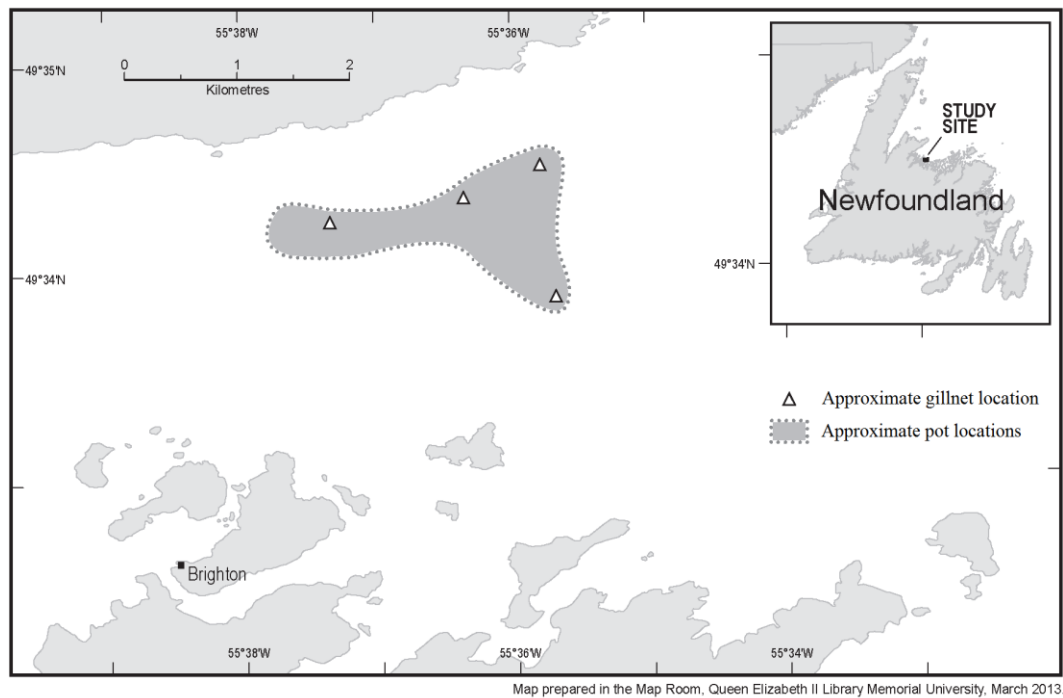 55°38'W
55°36'W
49°35'N
0 1 2
Kilometres
STUDY
SITE
Newfoundland
49°34'N
49°34'N
Approximate gillnet location
Approximate pot locations
Brighton
55°38'W
55°36'W
55°34'W
Map prepared in the Map Room, Queen Elizabeth II Library Memorial University, March 2013